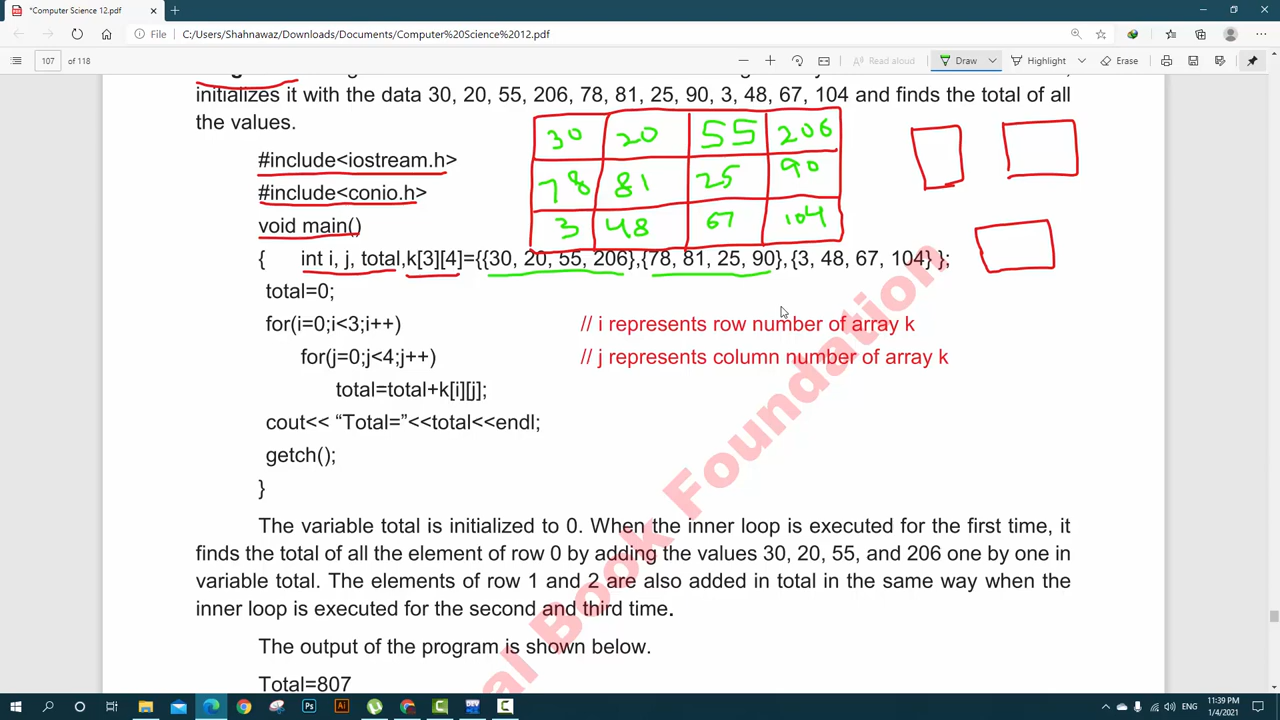 *Computer Science 12.pdf
File
C:/Users/Shahnawaz/Downloads/Documents/Computer%20Science%2012.pdf
107 of 118
Read aloud
Draw
Highlight
Erase
initializes it with the data 30, 20, 55, 206, 78, 81, 25, 90, 3, 48, 67, 104 and finds the total of all
the values.
30 20 55 206
78 81 25 90
3 48 67 104
#include<iostream.h>
#include<conio.h>
void main()
{ int i, j, total,k[3][4]={{30, 20, 55, 206},{78, 81, 25, 90},{3, 48, 67, 104} };
total=0;
for(i=0;i<3;i++) // i represents row number of array k
for(j=0;j<4;j++) // j represents column number of array k
total=total+k[i][j];
cout<< “Total=”<<total<<endl;
getch();
}
The variable total is initialized to 0. When the inner loop is executed for the first time, it
finds the total of all the element of row 0 by adding the values 30, 20, 55, and 206 one by one in
variable total. The elements of row 1 and 2 are also added in total in the same way when the
inner loop is executed for the second and third time.
The output of the program is shown below.
Total=807
al Book Foundation
ENG
11:39 PM
1/4/2021